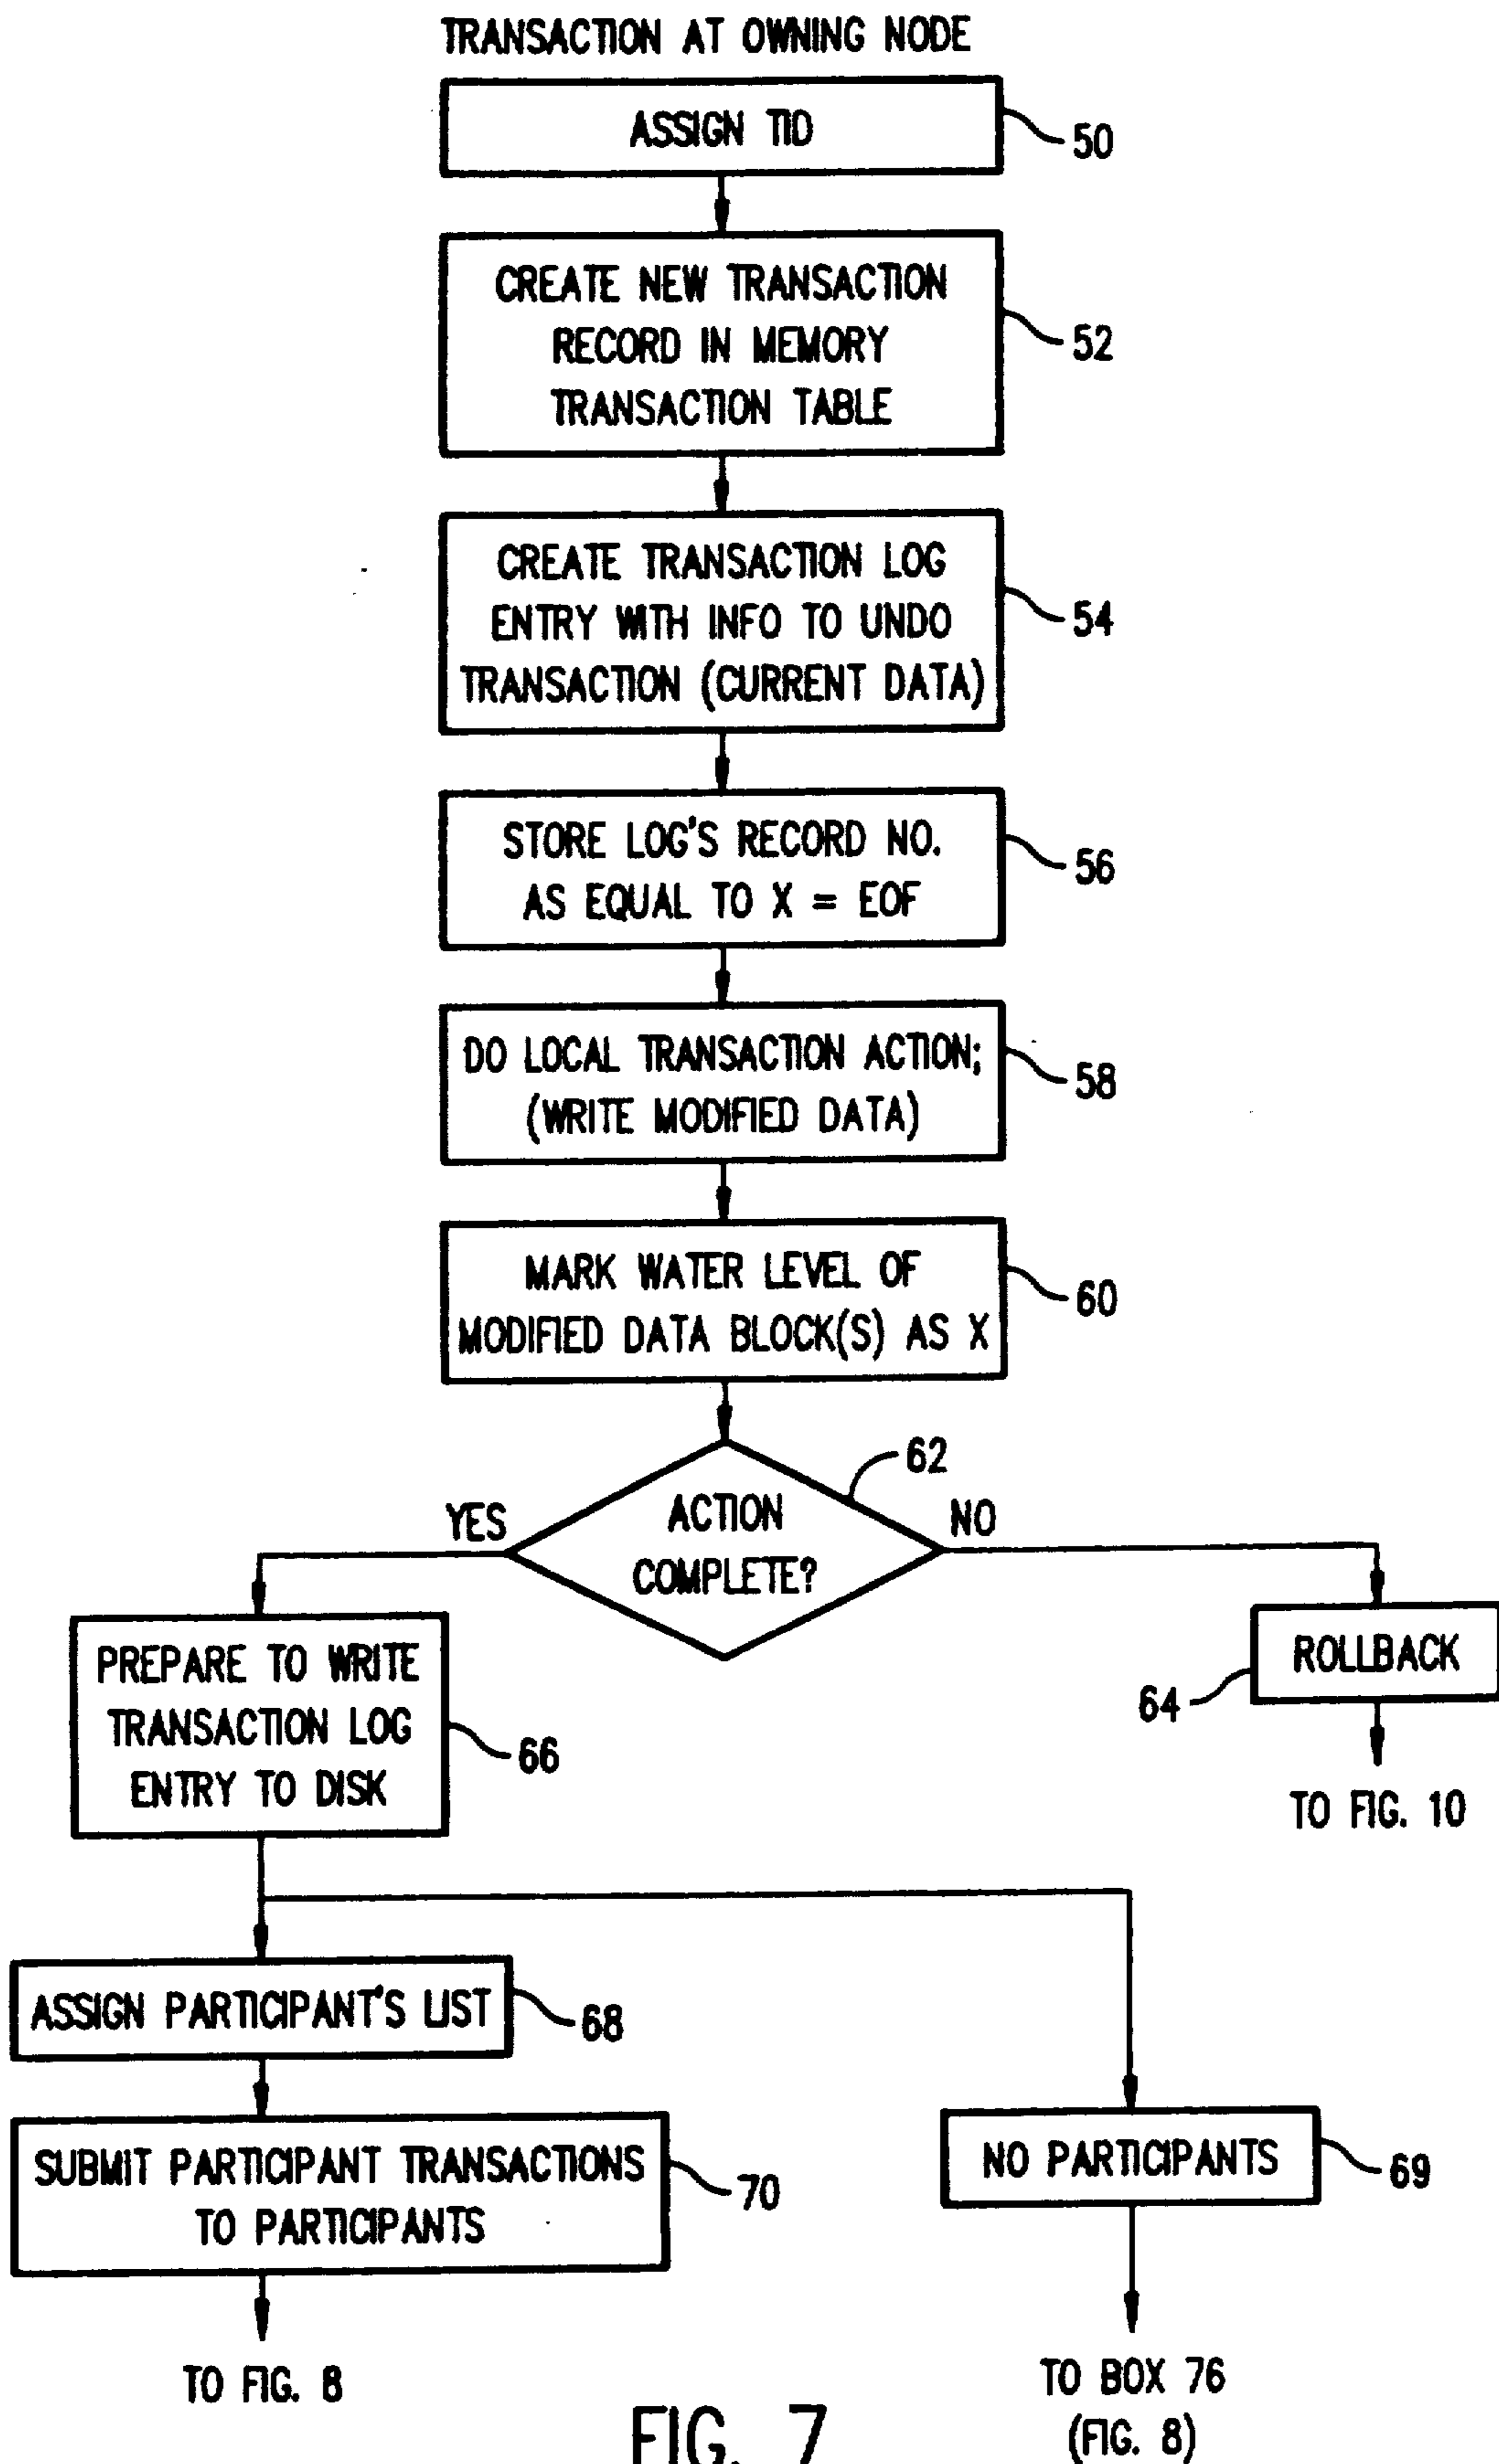 TRANSACTION AT OWNING NODE
ASSIGN TID
50
CREATE NEW TRANSACTION
RECORD IN MEMORY
TRANSACTION TABLE
52
CREATE TRANSACTION LOG
ENTRY WITH INFO TO UNDO
TRANSACTION (CURRENT DATA)
54
STORE LOG'S RECORD NO.
AS EQUAL TO X = EOF
56
DO LOCAL TRANSACTION ACTION;
(WRITE MODIFIED DATA)
58
MARK WATER LEVEL OF
MODIFIED DATA BLOCK(S) AS X
60
62
YES
ACTION
COMPLETE?
NO
PREPARE TO WRITE
TRANSACTION LOG
ENTRY TO DISK
66
ROLLBACK
64
TO FIG. 10
ASSIGN PARTICIPANT'S LIST
68
SUBMIT PARTICIPANT TRANSACTIONS
TO PARTICIPANTS
70
NO PARTICIPANTS
69
TO FIG. 8
TO BOX 76
(FIG. 8)
FIG. 7